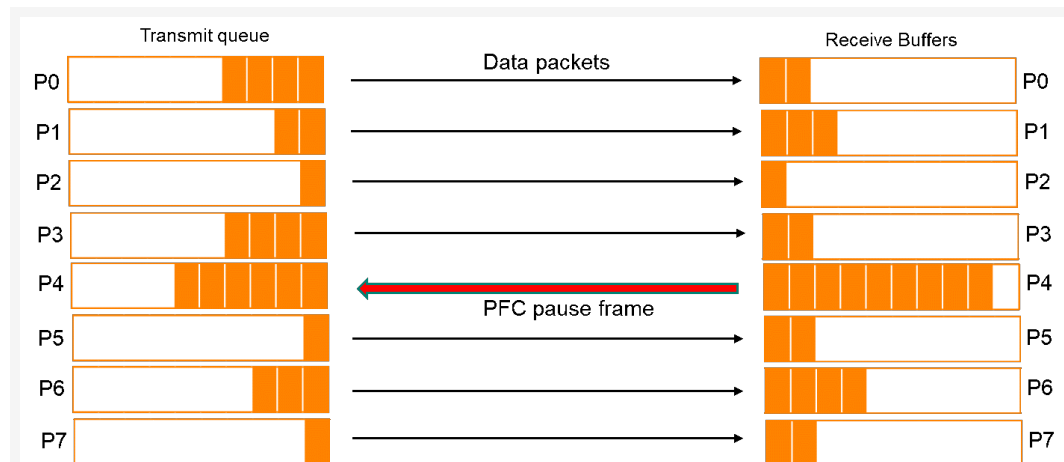 Transmit queue
Receive Buffers
P0
Data packets
P0
P1
P1
P2
P2
P3
P3
P4
PFC pause frame
P4
P5
P5
P6
P6
P7
P7